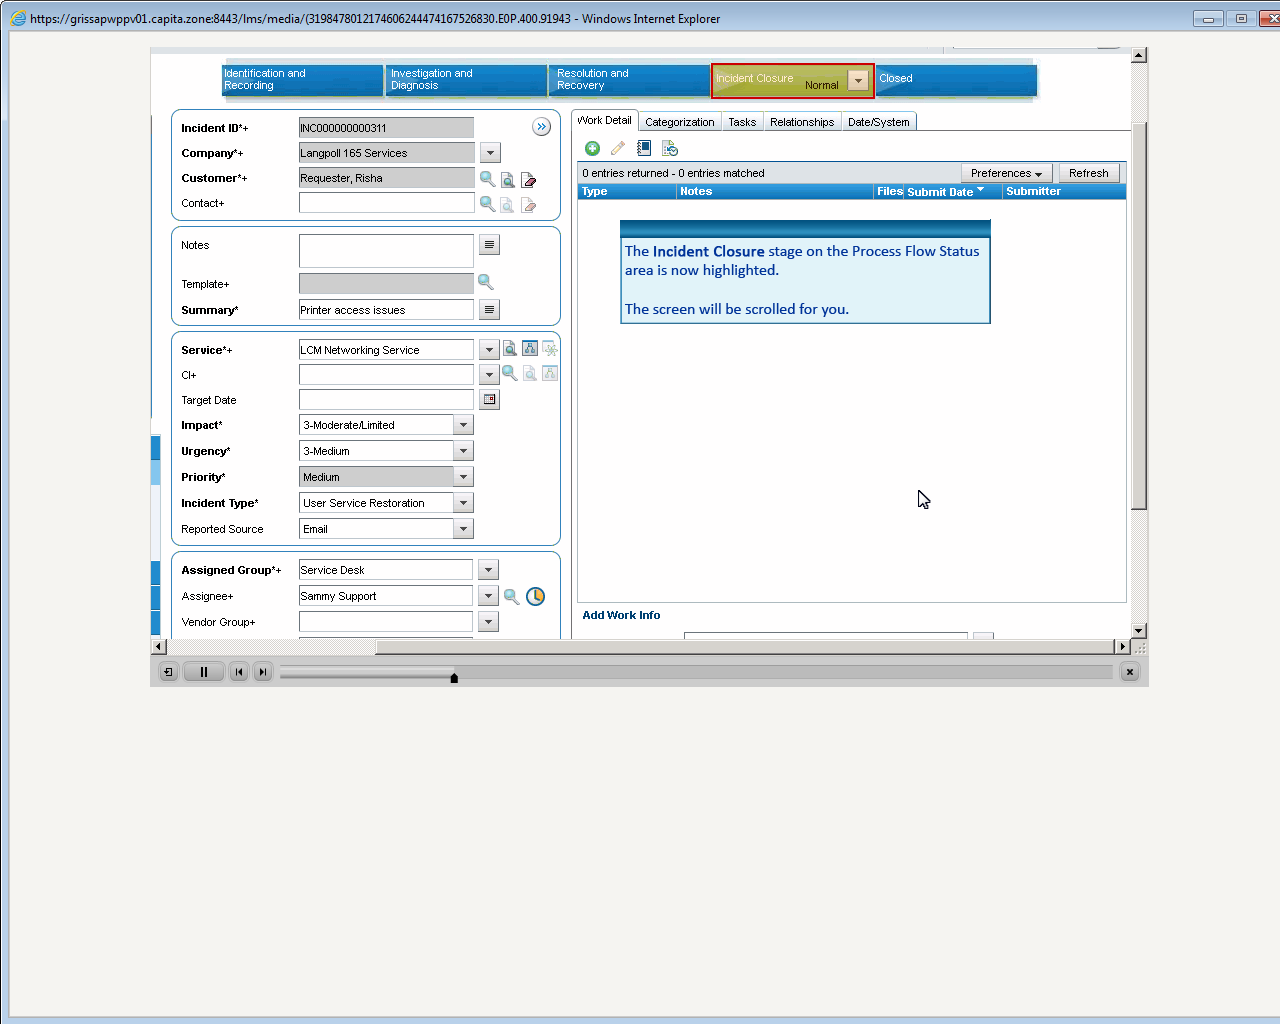 https://grissapwppv01.capita.zone:8443/lms/media/(3198478012174606244474167526830.E0P.400.91943 - Windows Internet Explorer
Identification and
Recording
Investigation and
Diagnosis
Resolution and
Recovery
Incident Closure
Normal
Closed
Incident ID*+
INC000000000311
Company*+
Langpoll 165 Services
Customer*+
Requester, Risha
Contact+
Notes
Template+
Summary*
Printer access issues
Service*+
LCM Networking Service
CI+
Target Date
Impact*
3-Moderate/Limited
Urgency*
3-Medium
Priority*
Medium
Incident Type*
User Service Restoration
Reported Source
Email
Assigned Group*+
Service Desk
Assignee+
Sammy Support
Vendor Group+
Work Detail
Categorization
Tasks
Relationships
Date/System
0 entries returned - 0 entries matched
Preferences
Refresh
Type
Notes
Files
Submit Date
Submitter
The Incident Closure stage on the Process Flow Status
area is now highlighted.
The screen will be scrolled for you.
Add Work Info